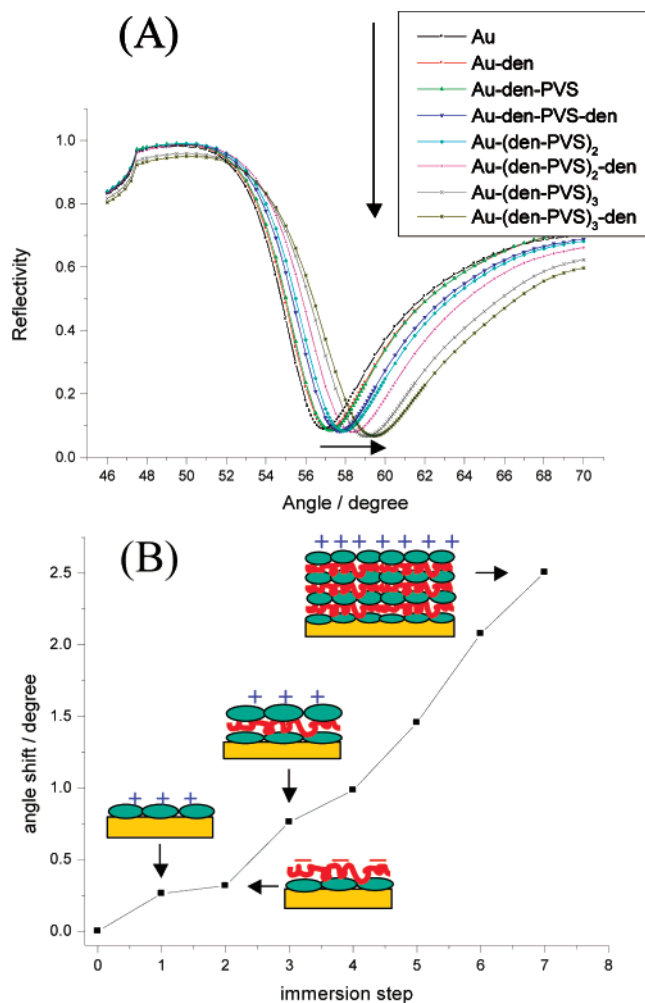 (A)
Au
Au-den
Au-den-PVS
Au-den-PVS-den
Au-(den-PVS)2
Au-(den-PVS)2-den
Au-(den-PVS)3
Au-(den-PVS)3-den
1.0
0.8
0.6
0.4
0.2
0.0
Reflectivity
46 48 50 52 54 56 58 60 62 64 66 68 70
Angle / degree
(B)
+ + + + + + +
2.5
2.0
1.5
1.0
0.5
0.0
angle shift / degree
+ + +
+ + +
0 1 2 3 4 5 6 7 8
immersion step